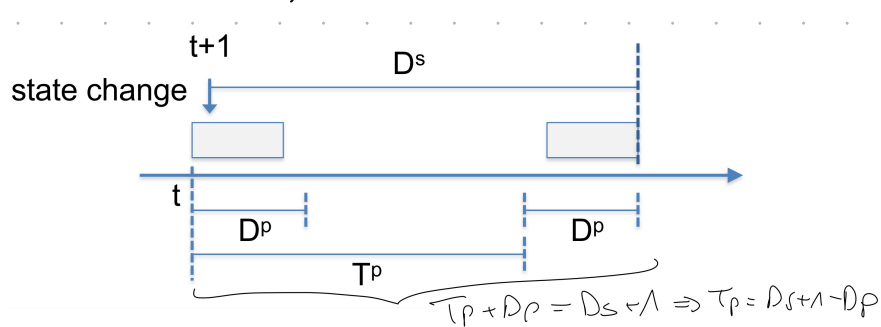 t+1
Dˢ
state change
t
Dᵖ
Dᵖ
Tᵖ
Tp + Dp = Ds + 1 ⇒ Tp = Ds + 1 - Dp